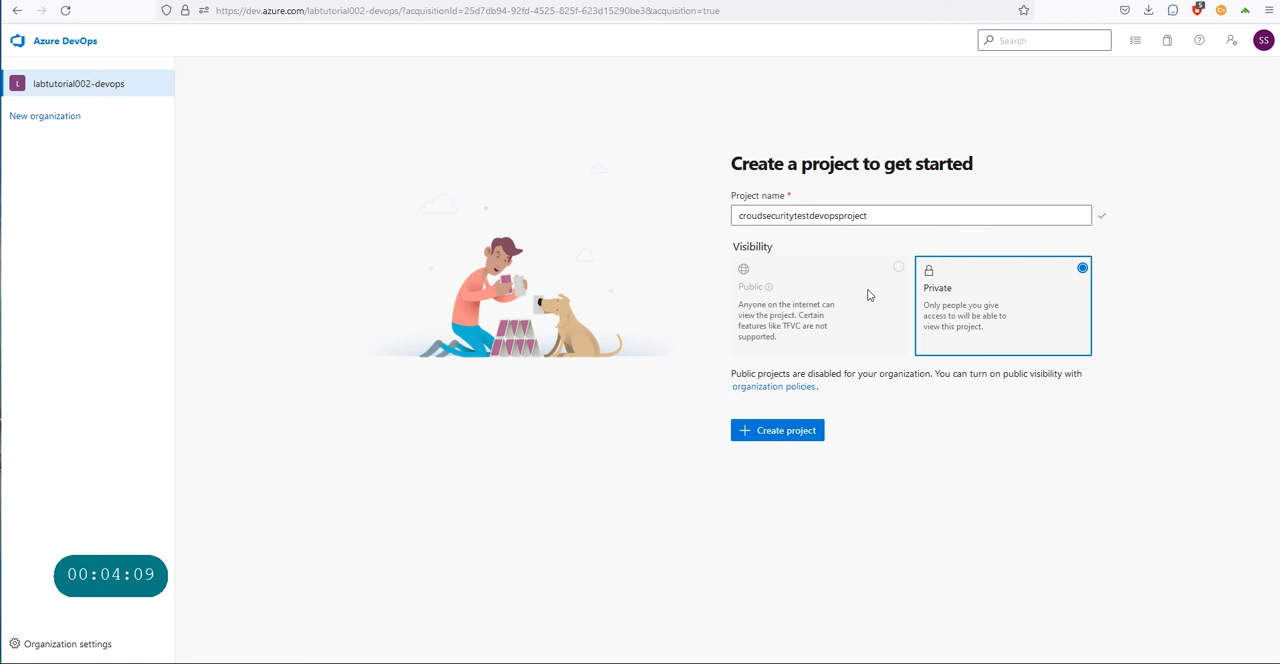 https://dev.azure.com/labtutorial002-devops/?acquisitionId=25d7db94-92fd-4525-825f-623d15290be3&acquisition=true
5
Azure DevOps
Search
SS
L
labtutorial002-devops
New organization
Create a project to get started
Project name *
croudsecuritytestdevopsproject
Visibility
Public
Anyone on the internet can
view the project. Certain
features like TFVC are not
supported.
Private
Only people you give
access to will be able to
view this project.
Public projects are disabled for your organization. You can turn on public visibility with
organization policies.
+ Create project
00:04:09
Organization settings